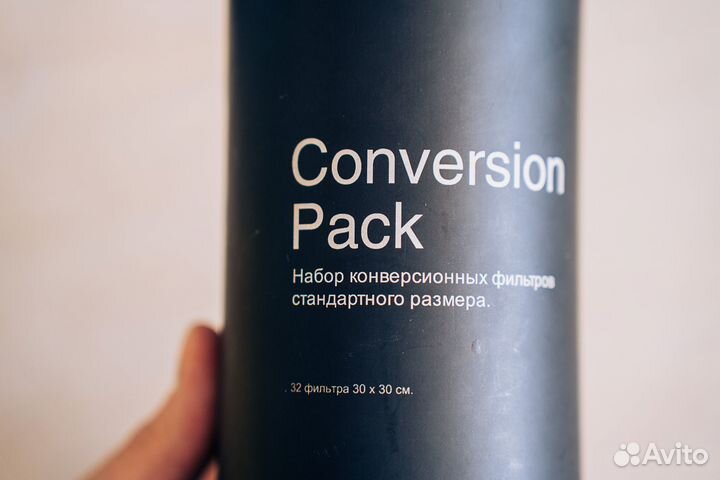 Conversion
Pack
Набор конверсионных фильтров
стандартного размера.
32 фильтра 30 x 30 см.
Avito